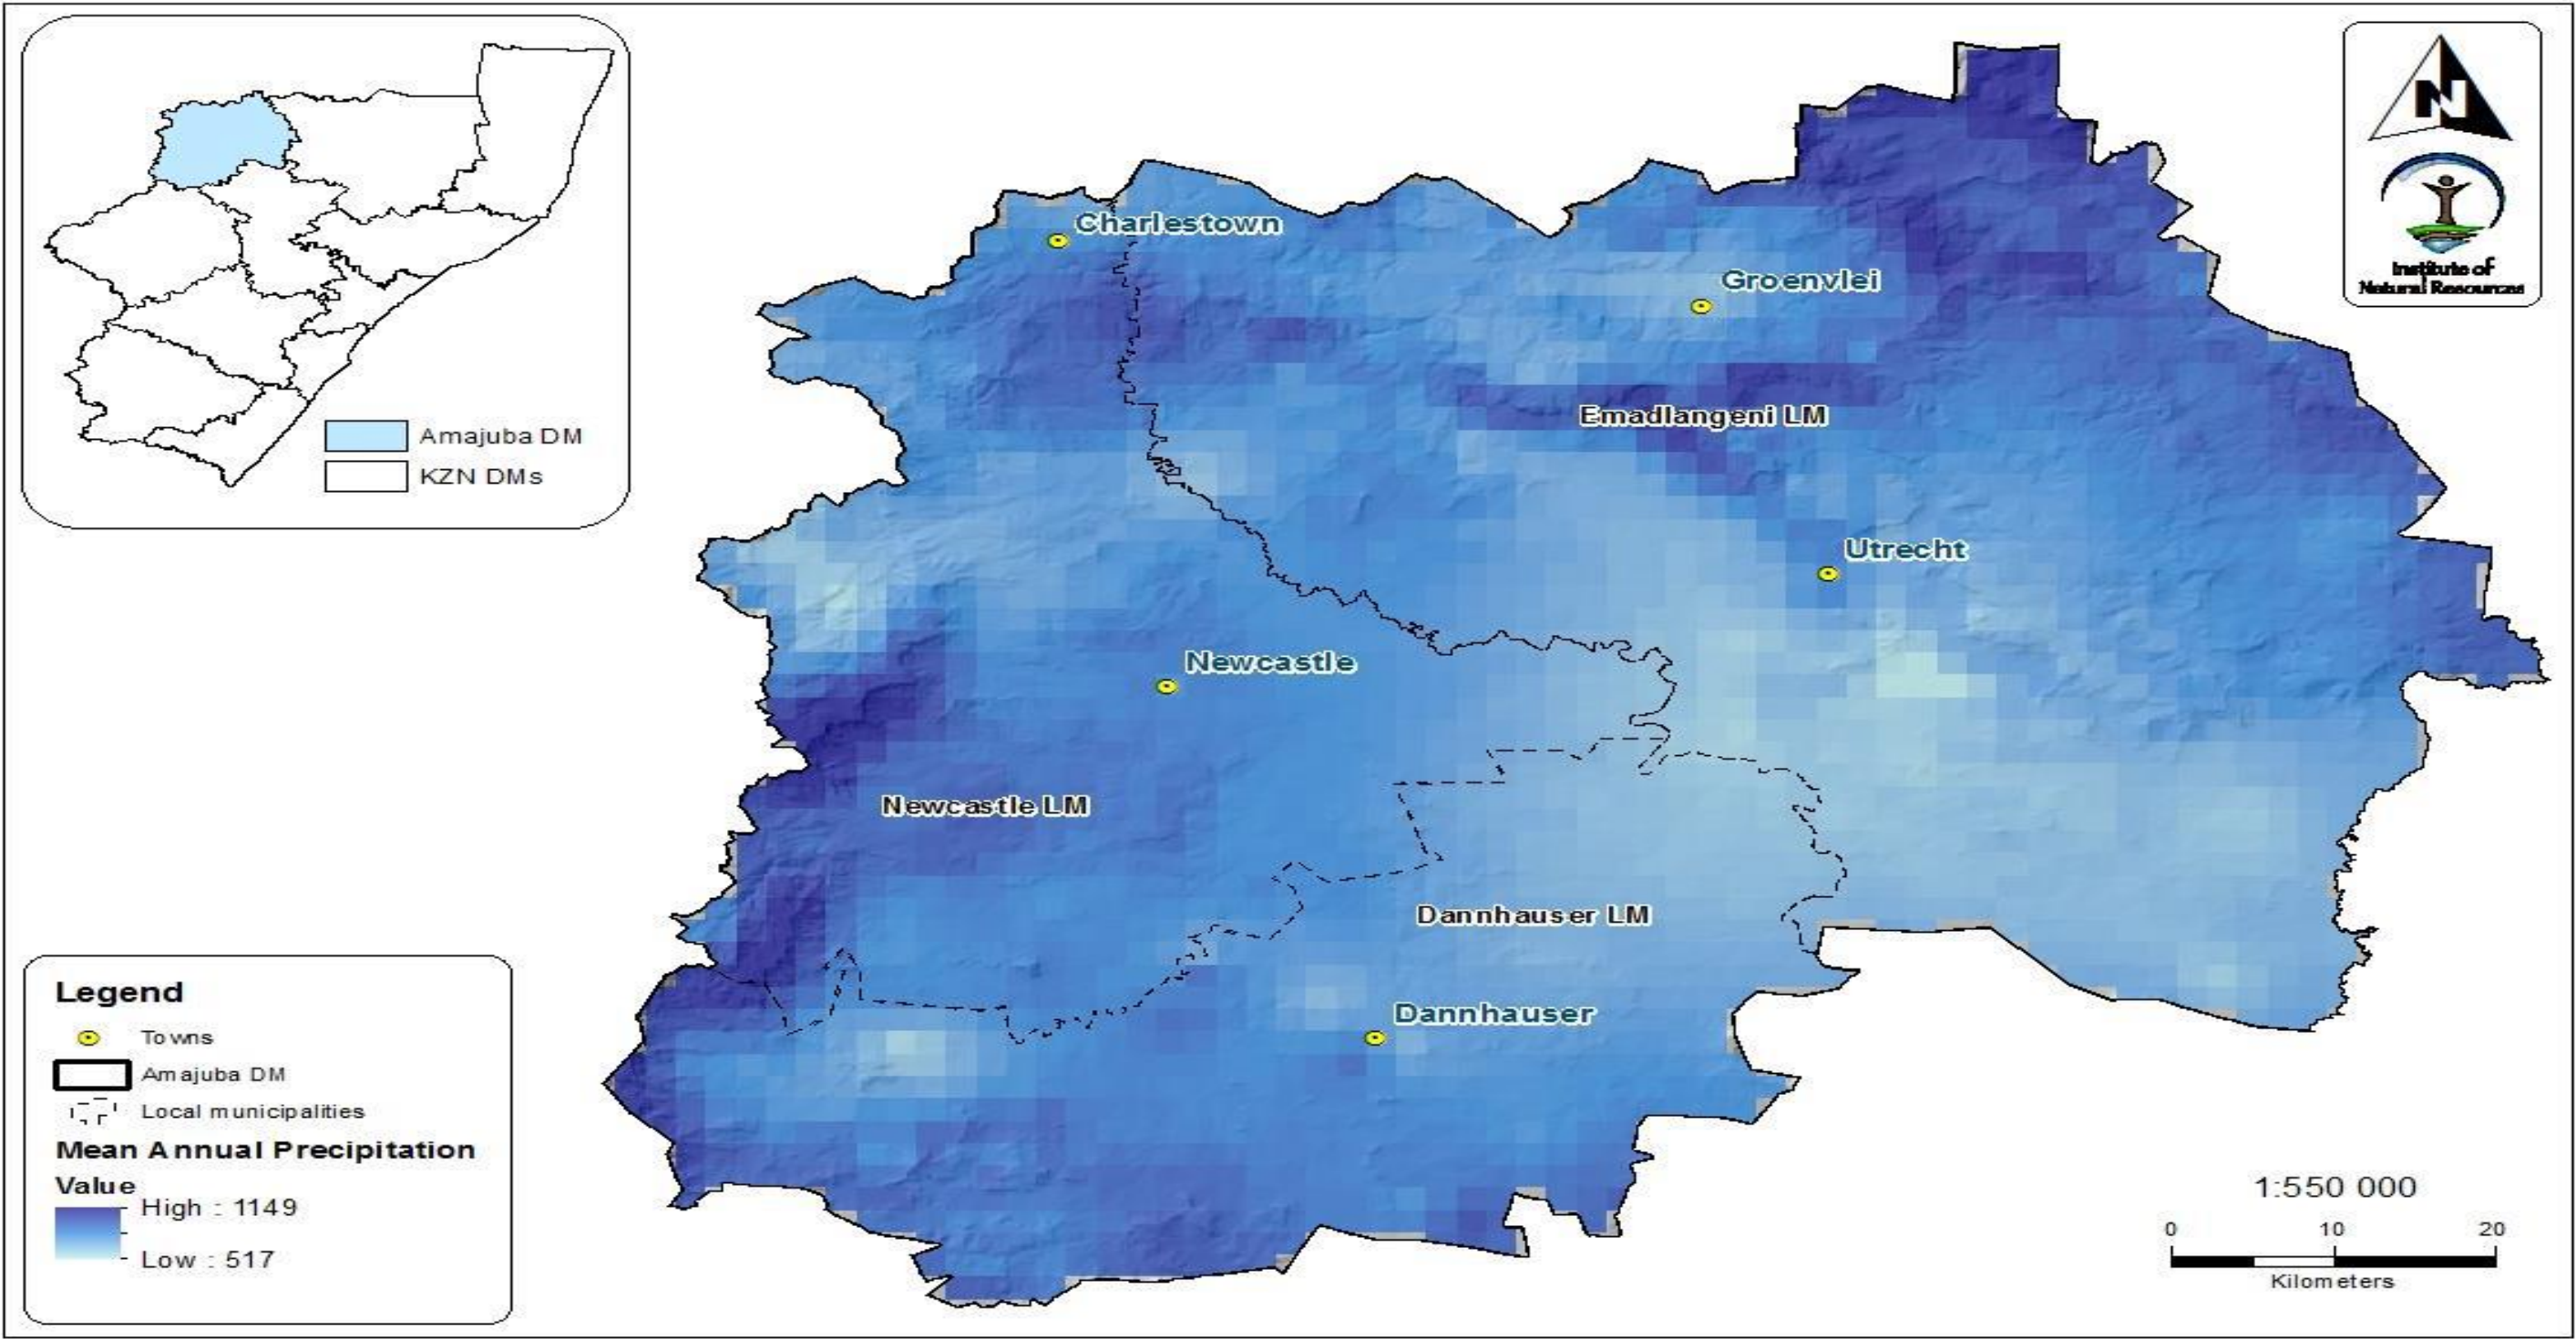 Amajuba DM
KZN DMs
N
Institute of
Natural Resources
Charlestown
Groenvlei
Emadlangeni LM
Utrecht
Newcastle
Newcastle LM
Dannhauser LM
Dannhauser
Legend
Towns
Amajuba DM
Local municipalities
Mean Annual Precipitation
Value
High : 1149
Low : 517
1:550 000
0 10 20
Kilometers